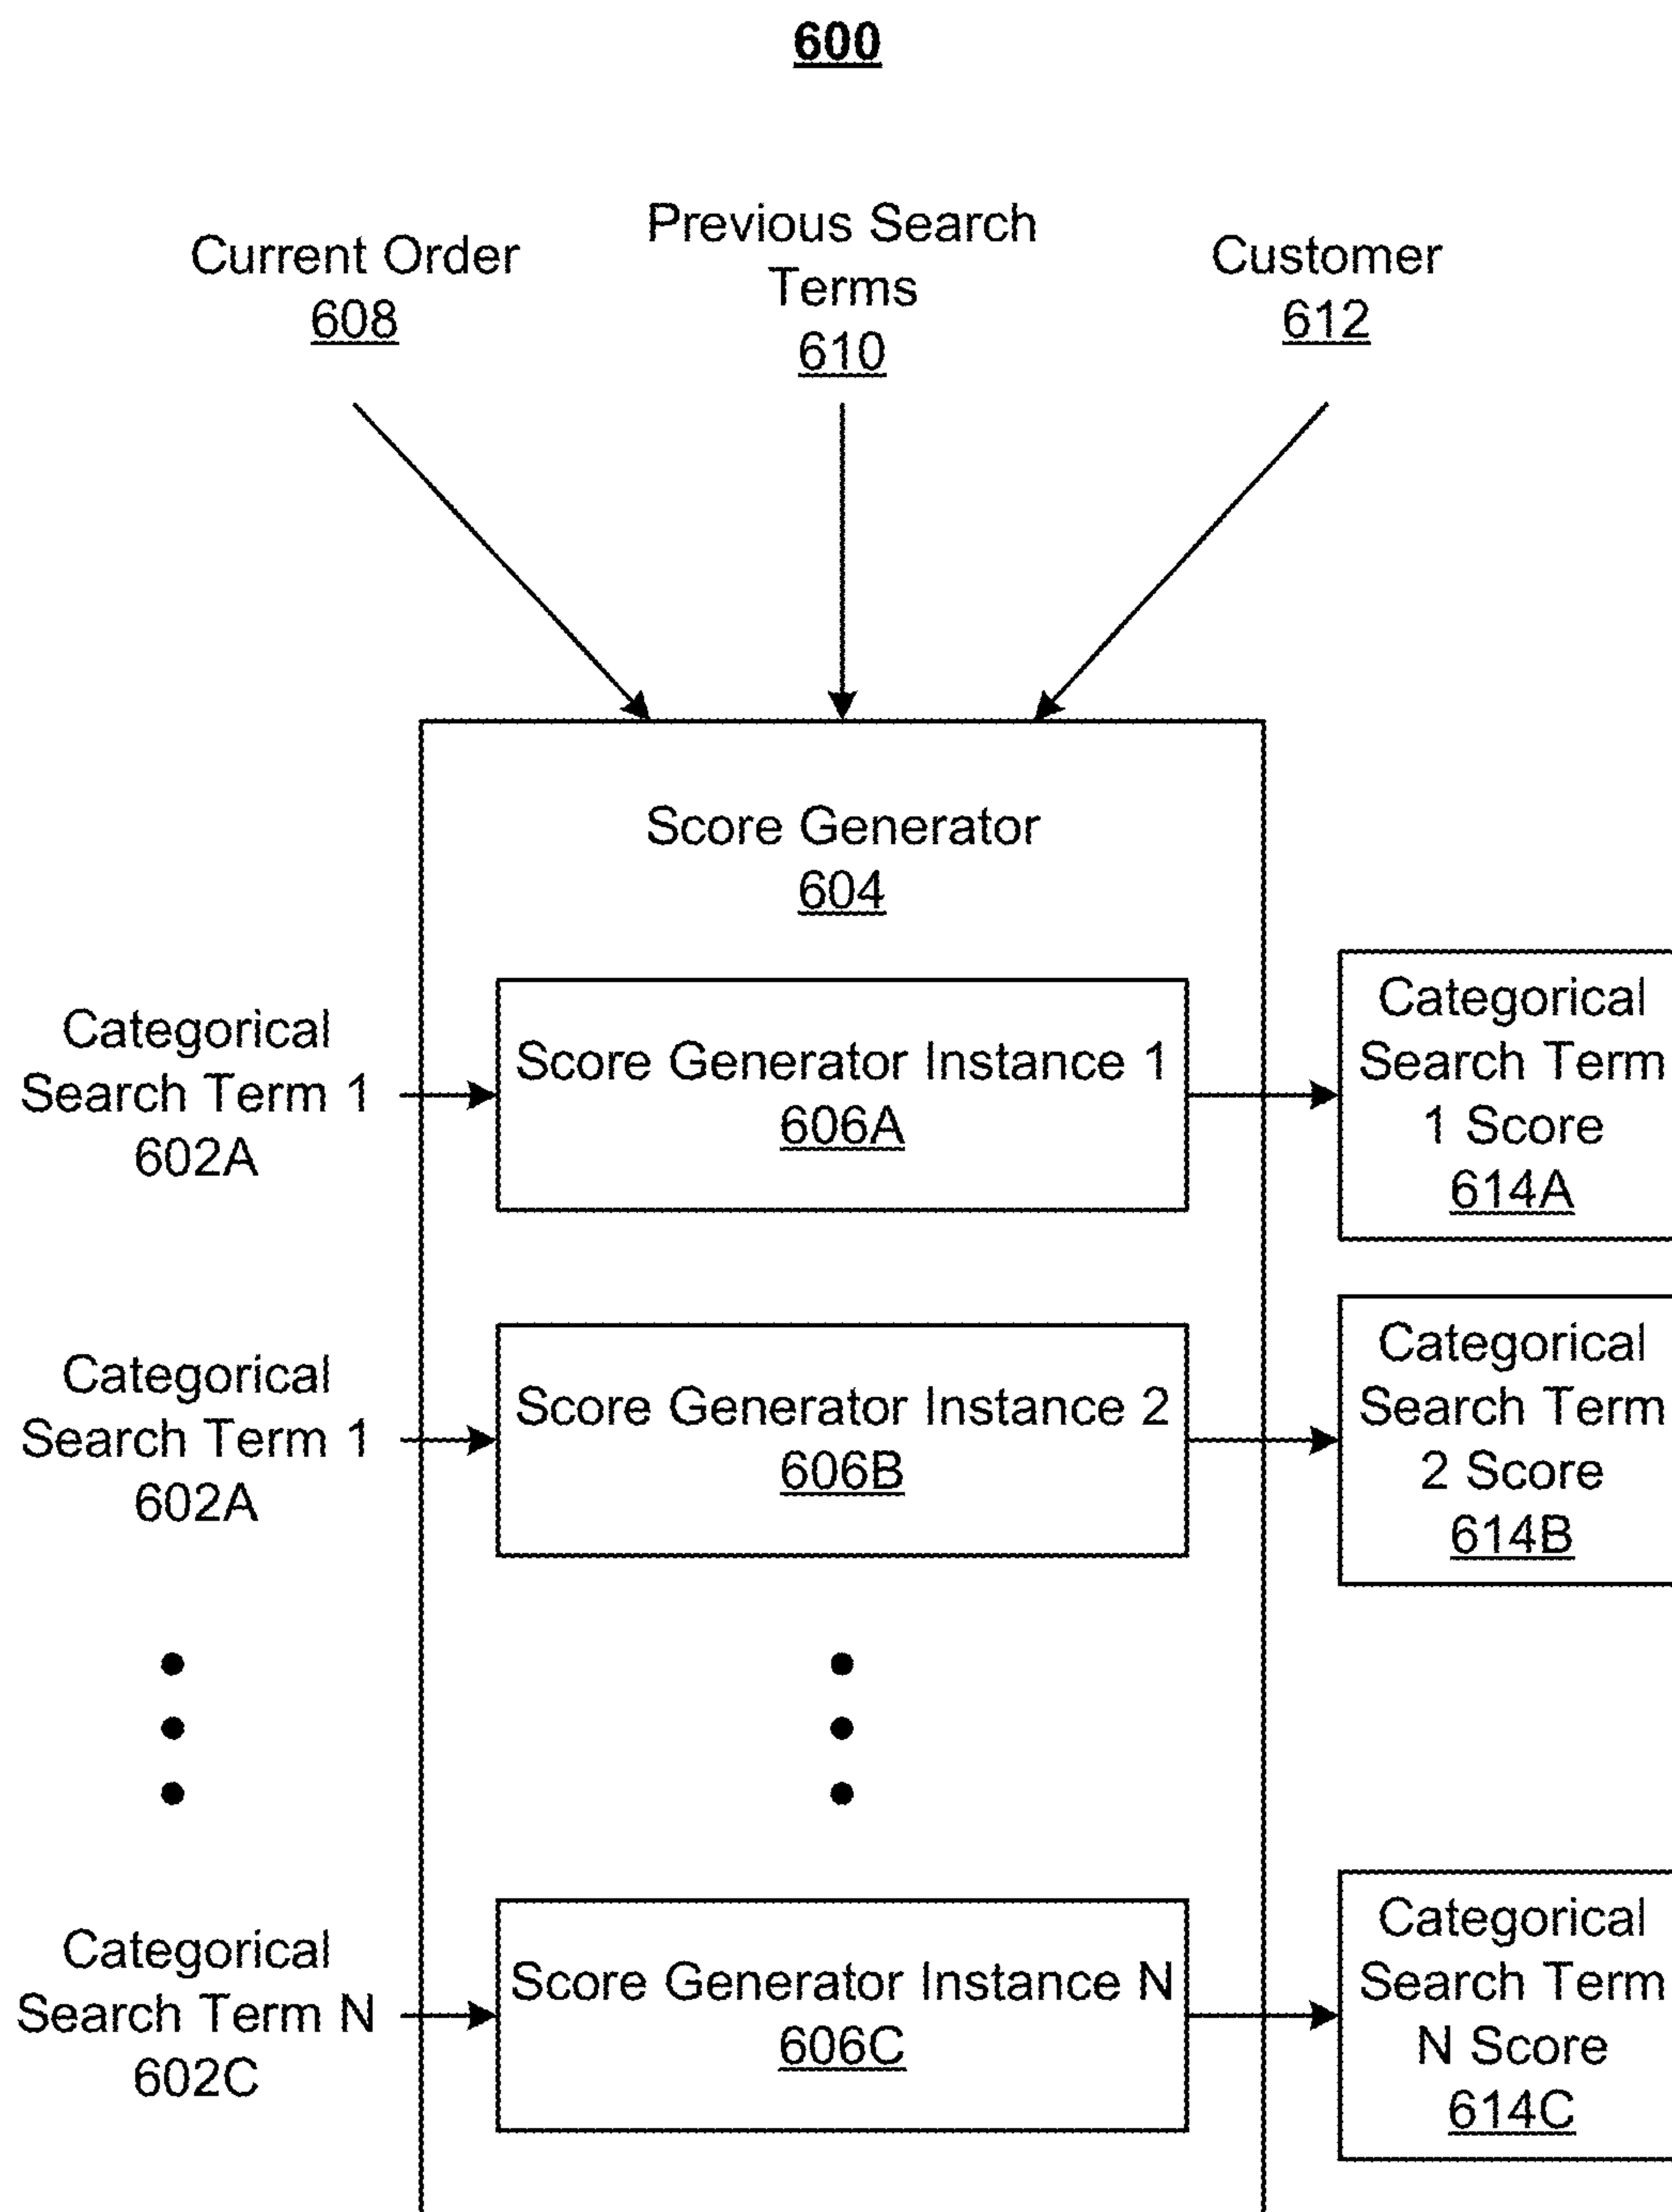 600
Current Order
608
Previous Search
Terms
610
Customer
612
Score Generator
604
Categorical
Search Term 1
602A
Score Generator Instance 1
606A
Categorical
Search Term
1 Score
614A
Categorical
Search Term 1
602A
Score Generator Instance 2
606B
Categorical
Search Term
2 Score
614B
Categorical
Search Term N
602C
Score Generator Instance N
606C
Categorical
Search Term
N Score
614C